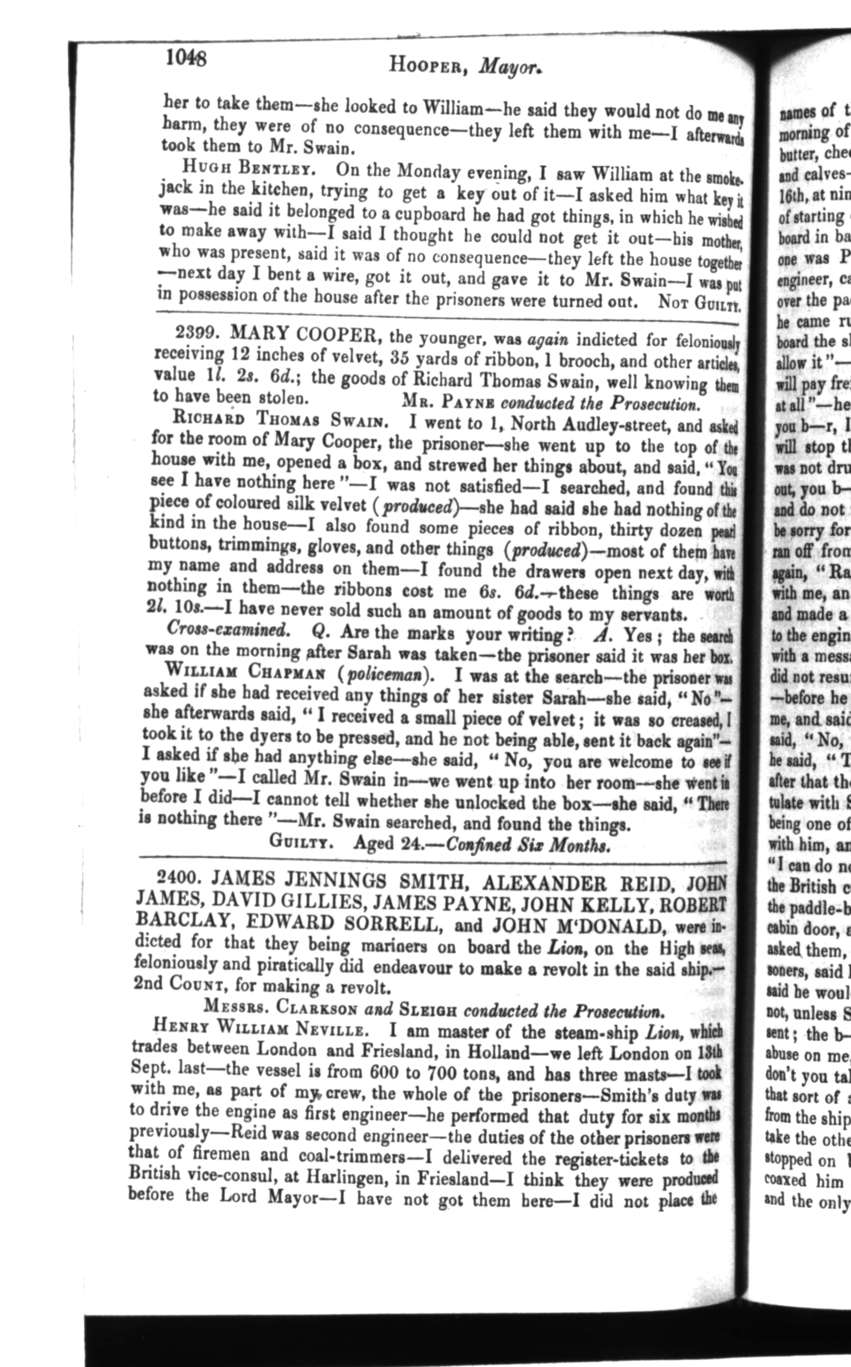 1048
HOOPER, Mayor.
her to take them—she looked to William—he said they would not do me any
harm, they were of no consequence—they left them with me—I afterwards
took them to Mr. Swain.
HUGH BENTLEY. On the Monday evening, I saw William at the smoke-
jack in the kitchen, trying to get a key out of it—I asked him what key it
was—he said it belonged to a cupboard he had got things, in which he wished
to make away with—I said I thought he could not get it out—his mother,
who was present, said it was of no consequence—they left the house together
—next day I bent a wire, got it out, and gave it to Mr. Swain—I was put
in possession of the house after the prisoners were turned out. NOT GUILTY.
2399. MARY COOPER, the younger, was again indicted for feloniously
receiving 12 inches of velvet, 35 yards of ribbon, 1 brooch, and other articles,
value 1l. 2s. 6d.; the goods of Richard Thomas Swain, well knowing them
to have been stolen. MR. PAYNE conducted the Prosecution.
RICHARD THOMAS SWAIN. I went to 1, North Audley-street, and asked
for the room of Mary Cooper, the prisoner—she went up to the top of the
house with me, opened a box, and strewed her things about, and said, "You
see I have nothing here"—I was not satisfied—I searched, and found this
piece of coloured silk velvet (produced)—she had said she had nothing of the
kind in the house—I also found some pieces of ribbon, thirty dozen pearl
buttons, trimmings, gloves, and other things (produced)—most of them have
my name and address on them—I found the drawers open next day, with
nothing in them—the ribbons cost me 6s. 6d.—these things are worth
2l. 10s.—I have never sold such an amount of goods to my servants.
Cross-examined. Q. Are the marks your writing? A. Yes; the search
was on the morning after Sarah was taken—the prisoner said it was her box.
WILLIAM CHAPMAN (policeman). I was at the search—the prisoner was
asked if she had received any things of her sister Sarah—she said, "No"—
she afterwards said, "I received a small piece of velvet; it was so creased, I
took it to the dyers to be pressed, and he not being able, sent it back again"—
I asked if she had anything else—she said, "No, you are welcome to see if
you like"—I called Mr. Swain in—we went up into her room—she went in
before I did—I cannot tell whether she unlocked the box—she said, "There
is nothing there"—Mr. Swain searched, and found the things.
GUILTY. Aged 24.—Confined Six Months.
2400. JAMES JENNINGS SMITH, ALEXANDER REID, JOHN
JAMES, DAVID GILLIES, JAMES PAYNE, JOHN KELLY, ROBERT
BARCLAY, EDWARD SORRELL, and JOHN M'DONALD, were in-
dicted for that they being mariners on board the Lion, on the High seas,
feloniously and piratically did endeavour to make a revolt in the said ship.—
2nd COUNT, for making a revolt.
MESSRS. CLARKSON and SLEIGH conducted the Prosecution.
HENRY WILLIAM NEVILLE. I am master of the steam-ship Lion, which
trades between London and Friesland, in Holland—we left London on 13th
Sept. last—the vessel is from 600 to 700 tons, and has three masts—I took
with me, as part of my crew, the whole of the prisoners—Smith's duty was
to drive the engine as first engineer—he performed that duty for six months
previously—Reid was second engineer—the duties of the other prisoners were
that of firemen and coal-trimmers—I delivered the register-tickets to the
British vice-consul, at Harlingen, in Friesland—I think they were produced
before the Lord Mayor—I have not got them here—I did not place the
names of
morning of
butter,
and calves-
16th, at
of starting
board in
one was
engineer,
over the
he came
board the
allow it"—
will pay
at all"—he
you b—r, I
will stop
was not
out, you b—
and do not
be sorry for
ran off from
again, "Ra
with me, an
and made a
to the engin
with a mess
did not resu
—before he
me, and said
said, "No,
he said, "T
after that
tulate with
being one of
with him,
"I can do
the British
the paddle-b
cabin door,
asked them,
soners, said
said he woul
not, unless S
sent; the b—
abuse on me,
don't you
that sort of
from the ship
take the
stopped on
coaxed him
and the only